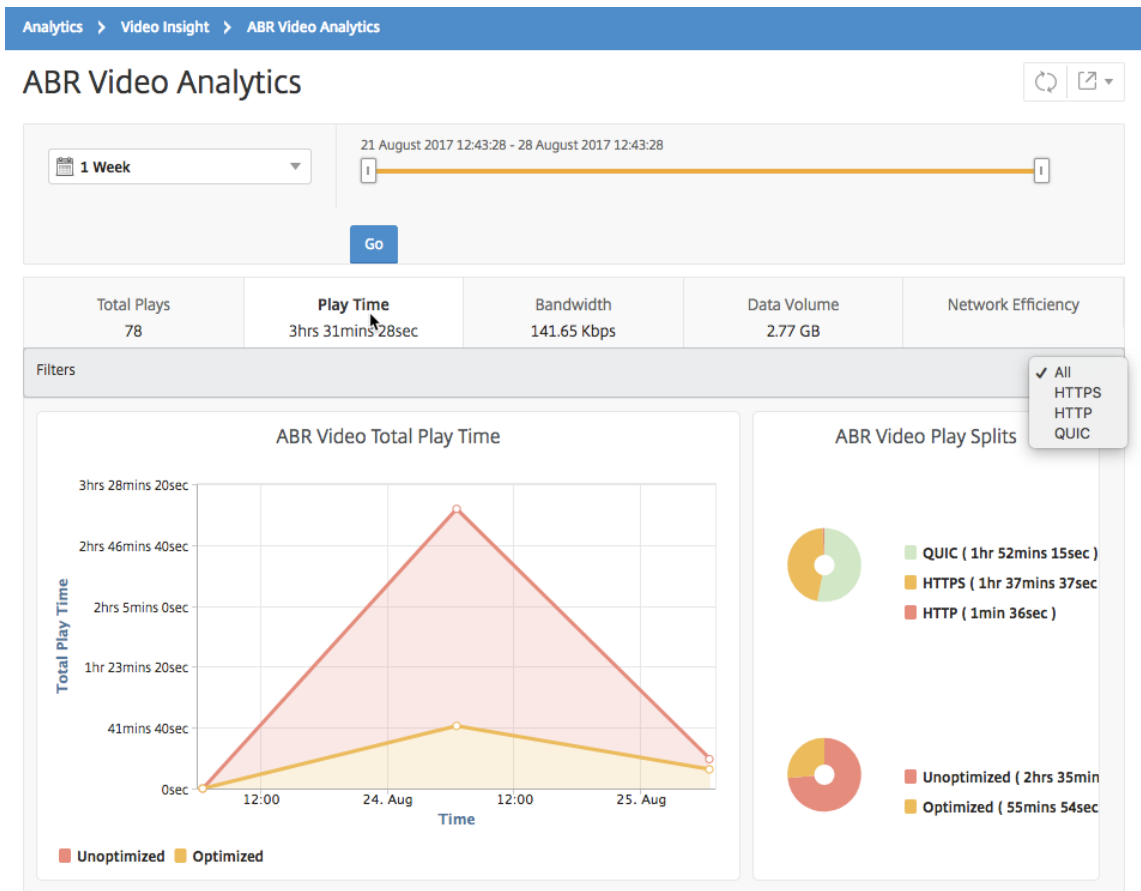 Analytics > Video Insight > ABR Video Analytics
ABR Video Analytics
1 Week
21 August 2017 12:43:28 - 28 August 2017 12:43:28
Go
Total Plays
78
Play Time
3hrs 31mins 28sec
Bandwidth
141.65 Kbps
Data Volume
2.77 GB
Network Efficiency
Filters
✓ All
HTTPS
HTTP
QUIC
ABR Video Total Play Time
3hrs 28mins 20sec
2hrs 46mins 40sec
2hrs 5mins 0sec
1hr 23mins 20sec
41mins 40sec
0sec
Total Play Time
12:00
24. Aug
12:00
25. Aug
Time
Unoptimized
Optimized
ABR Video Play Splits
QUIC ( 1hr 52mins 15sec )
HTTPS ( 1hr 37mins 37sec
HTTP ( 1min 36sec )
Unoptimized ( 2hrs 35min
Optimized ( 55mins 54sec